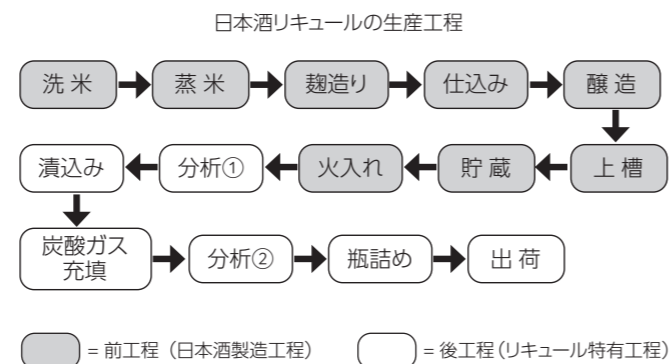 日本酒リキュールの生産工程
洗米
蒸米
麹造り
仕込み
醸造
漬込み
分析①
火入れ
貯蔵
上槽
炭酸ガス
充填
分析②
瓶詰め
出荷
= 前工程（日本酒製造工程）
= 後工程（リキュール特有工程）